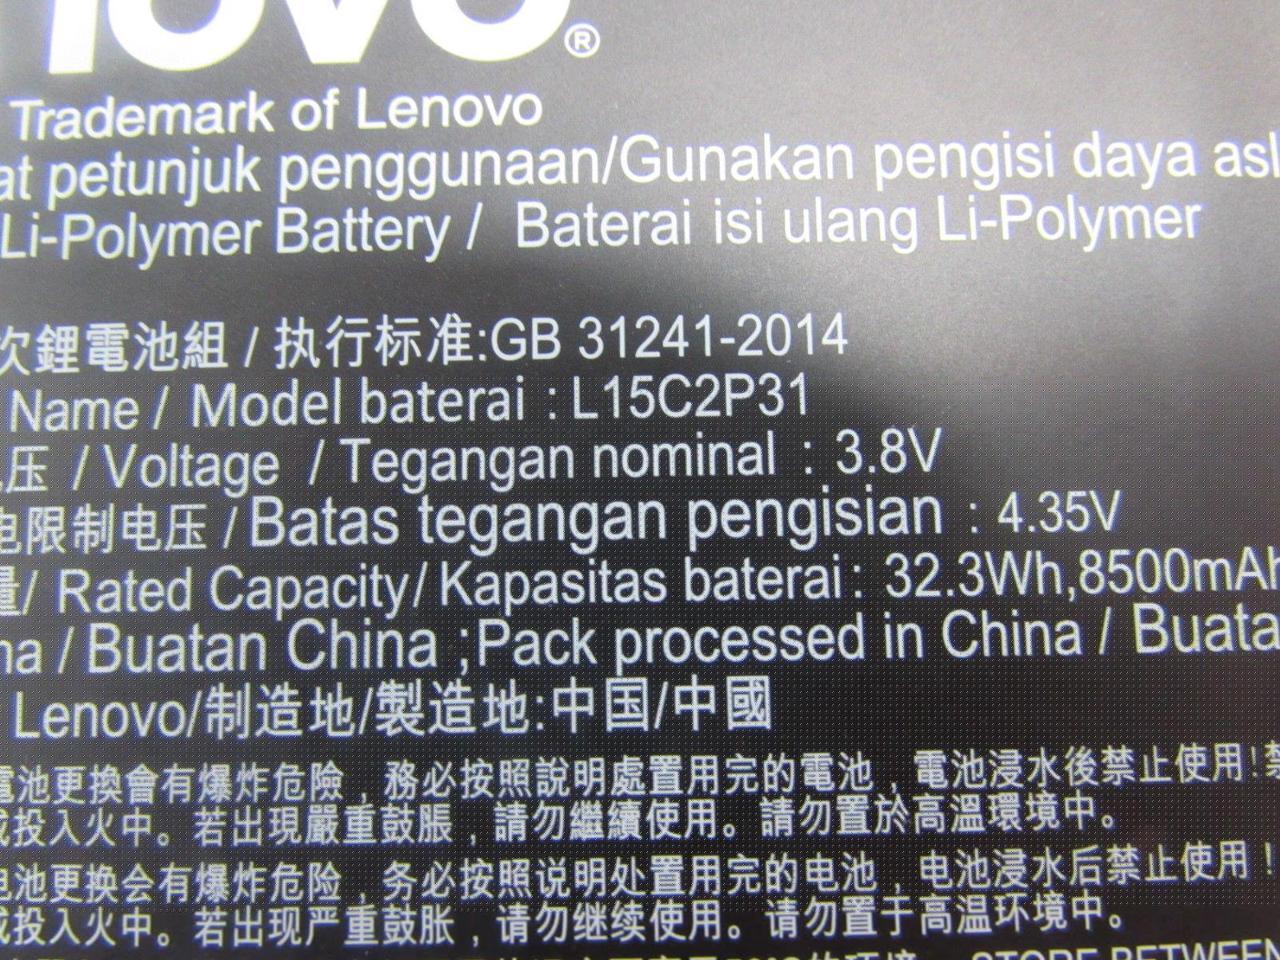 novo®
Trademark of Lenovo
at petunjuk penggunaan/Gunakan pengisi daya asl
Li-Polymer Battery / Baterai isi ulang Li-Polymer
次鋰電池組 / 执行标准:GB 31241-2014
Name / Model baterai : L15C2P31
压 / Voltage / Tegangan nominal : 3.8V
电限制电压 / Batas tegangan pengisian : 4.35V
量/ Rated Capacity/ Kapasitas baterai : 32.3Wh,8500mAh
na / Buatan China ;Pack processed in China / Buata
Lenovo/制造地/製造地:中国/中國
電池更換會有爆炸危險，務必按照說明處置用完的電池，電池浸水後禁止使用!禁
或投入火中。若出現嚴重鼓脹，請勿繼續使用。請勿置於高溫環境中。
电池更换会有爆炸危险，务必按照说明处置用完的电池，电池浸水后禁止使用！
或投入火中。若出现严重鼓胀，请勿继续使用。请勿置于高温环境中。
的环境。 STORE BETWEEN